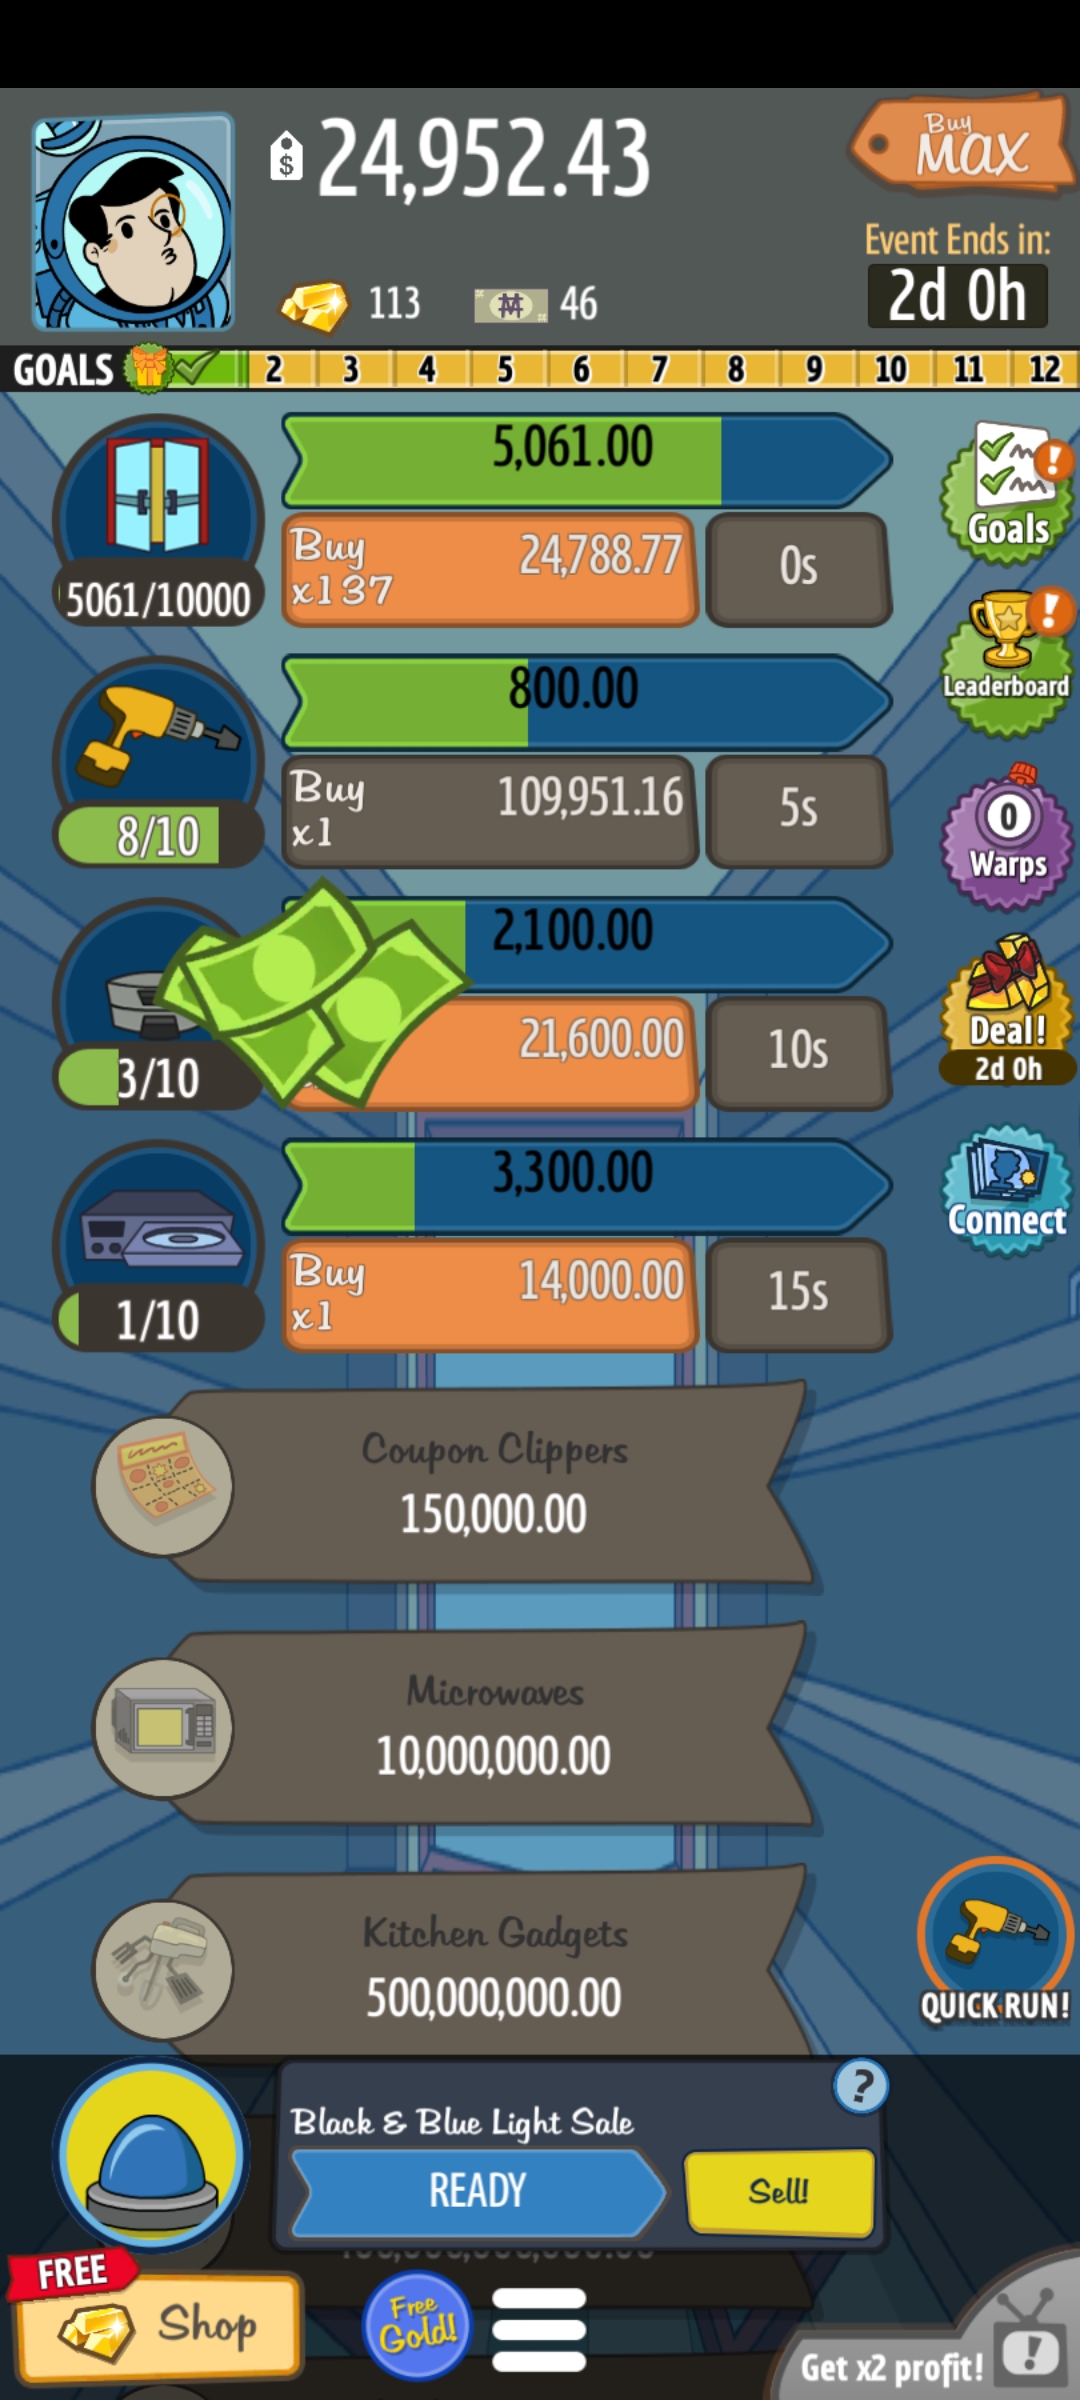 $ 24,952.43
Buy
MAX
Event Ends in:
2d 0h
113
46
GOALS 2 3 4 5 6 7 8 9 10 11 12
5,061.00
Buy 24,788.77
x137
0s
5061/10000
Goals
800.00
Buy 109,951.16
x1
5s
8/10
Leaderboard
0
Warps
2,100.00
21,600.00
10s
3/10
Deal!
2d 0h
3,300.00
Buy 14,000.00
x1
15s
1/10
Connect
Coupon Clippers
150,000.00
Microwaves
10,000,000.00
Kitchen Gadgets
500,000,000.00
QUICK RUN!
?
Black & Blue Light Sale
READY
Sell!
FREE
Shop
Free
Gold!
Get x2 profit!